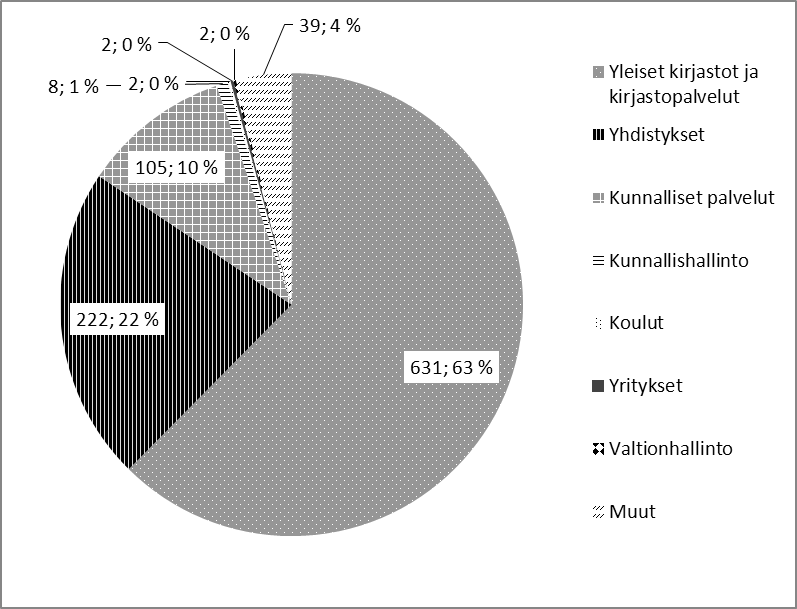 2; 0 %
2; 0 %
39; 4 %
8; 1 %
2; 0 %
105; 10 %
222; 22 %
631; 63 %
Yleiset kirjastot ja
kirjastopalvelut
Yhdistykset
Kunnalliset palvelut
Kunnallishallinto
Koulut
Yritykset
Valtionhallinto
Muut